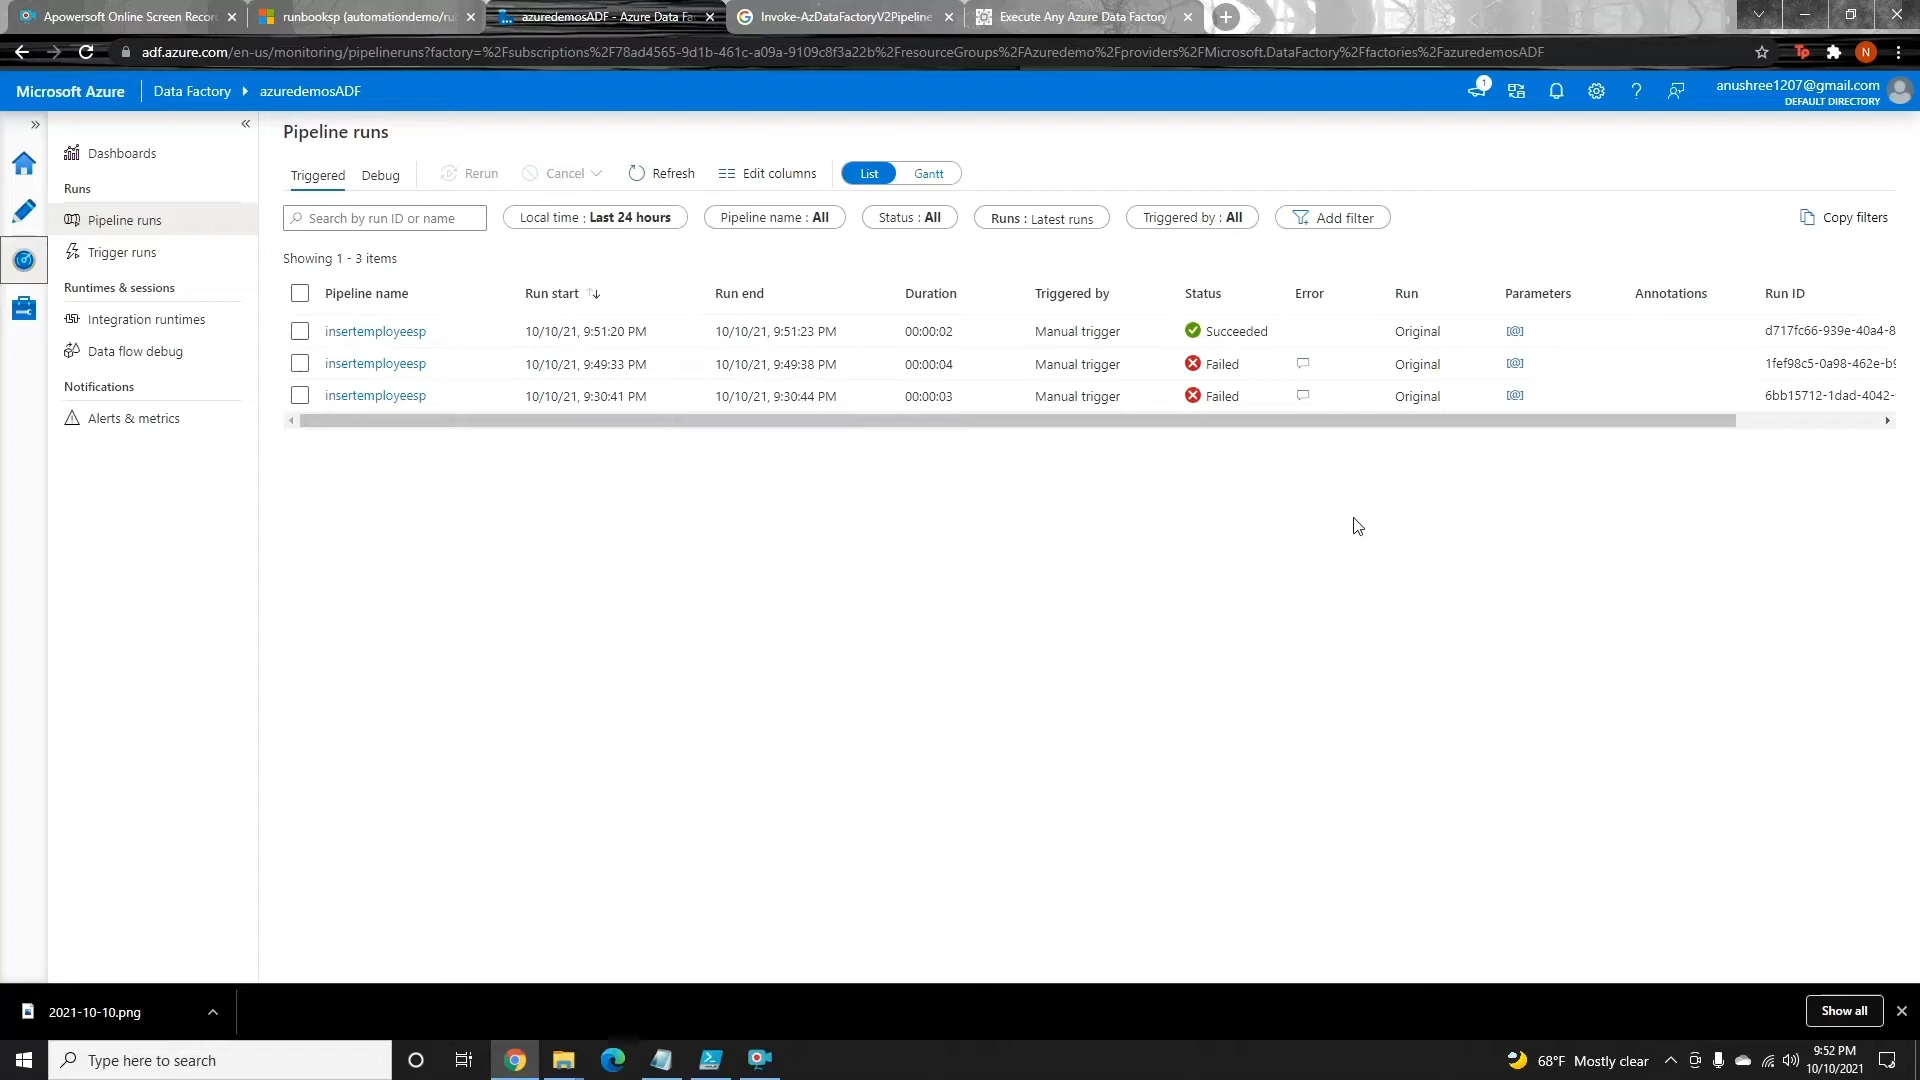 Apowersoft Online Screen Recor
runbooksp (automationdemo/ru
azuredemosADF - Azure Data Fa
Invoke-AzDataFactoryV2Pipeline
Execute Any Azure Data Factory
adf.azure.com/en-us/monitoring/pipelineruns?factory=%2Fsubscriptions%2F78ad4565-9d1b-461c-a09a-9109c8f3a22b%2FresourceGroups%2FAzuredemo%2Fproviders%2FMicrosoft.DataFactory%2Ffactories%2FazuredemosADF
Tp
N
Microsoft Azure
Data Factory
azuredemosADF
1
anushree1207@gmail.com
DEFAULT DIRECTORY
Dashboards
Runs
Pipeline runs
Trigger runs
Runtimes & sessions
Integration runtimes
Data flow debug
Notifications
Alerts & metrics
Pipeline runs
Triggered Debug Rerun Cancel Refresh Edit columns List Gantt
Search by run ID or name
Local time : Last 24 hours
Pipeline name : All
Status : All
Runs : Latest runs
Triggered by : All
Add filter
Copy filters
Showing 1 - 3 items
Pipeline name Run start Run end Duration Triggered by Status Error Run Parameters Annotations Run ID
insertemployeesp 10/10/21, 9:51:20 PM 10/10/21, 9:51:23 PM 00:00:02 Manual trigger Succeeded Original [@] d717fc66-939e-40a4-8
insertemployeesp 10/10/21, 9:49:33 PM 10/10/21, 9:49:38 PM 00:00:04 Manual trigger Failed Original [@] 1fef98c5-0a98-462e-b9
insertemployeesp 10/10/21, 9:30:41 PM 10/10/21, 9:30:44 PM 00:00:03 Manual trigger Failed Original [@] 6bb15712-1dad-4042-
2021-10-10.png
Show all
Type here to search
68°F Mostly clear
9:52 PM
10/10/2021